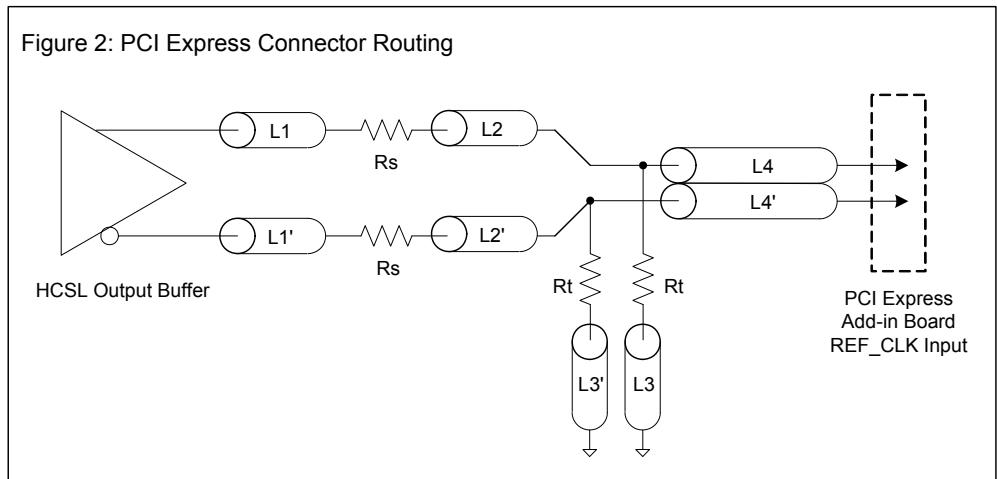 Figure 2: PCI Express Connector Routing
L1
Rs
L2
L4
L4'
L1'
Rs
L2'
HCSL Output Buffer
Rt
Rt
L3'
L3
PCI Express
Add-in Board
REF_CLK Input